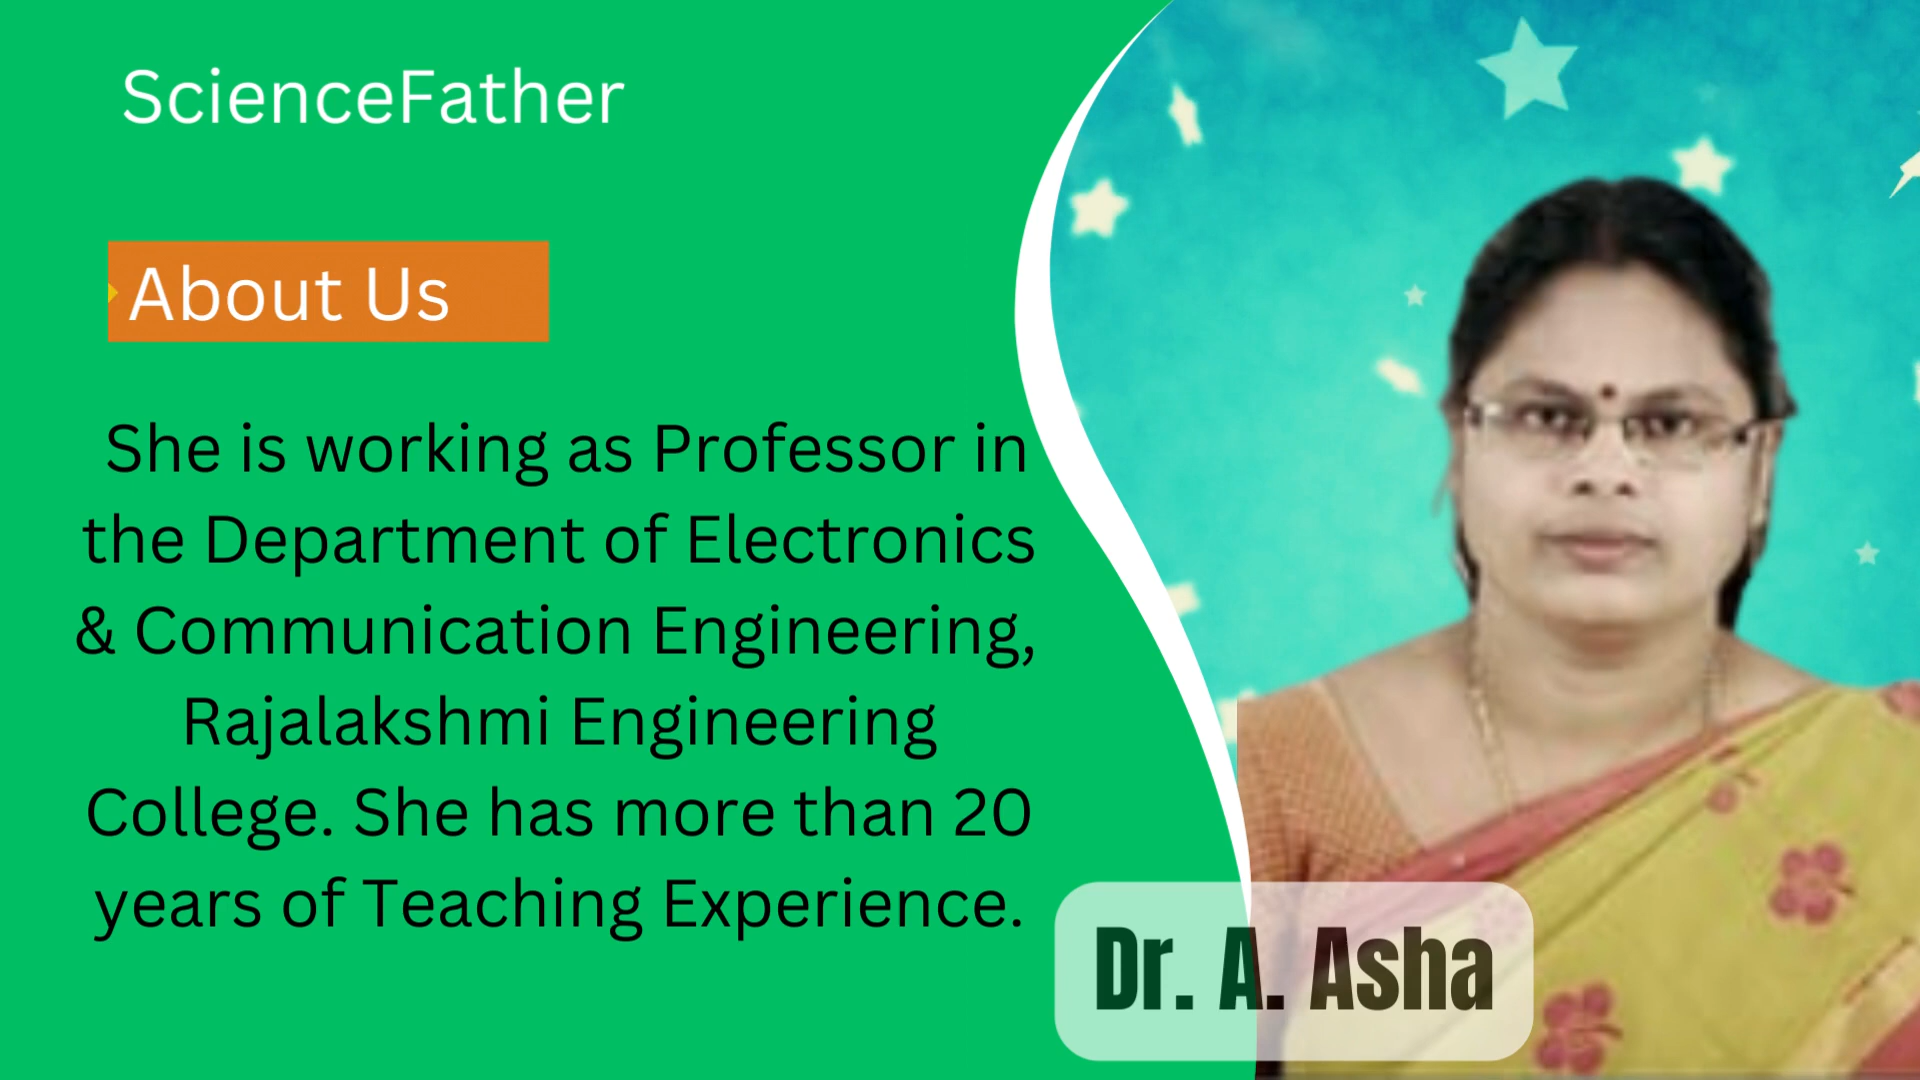 ScienceFather
About Us
She is working as Professor in
the Department of Electronics
& Communication Engineering,
Rajalakshmi Engineering
College. She has more than 20
years of Teaching Experience.
Dr. A. Asha